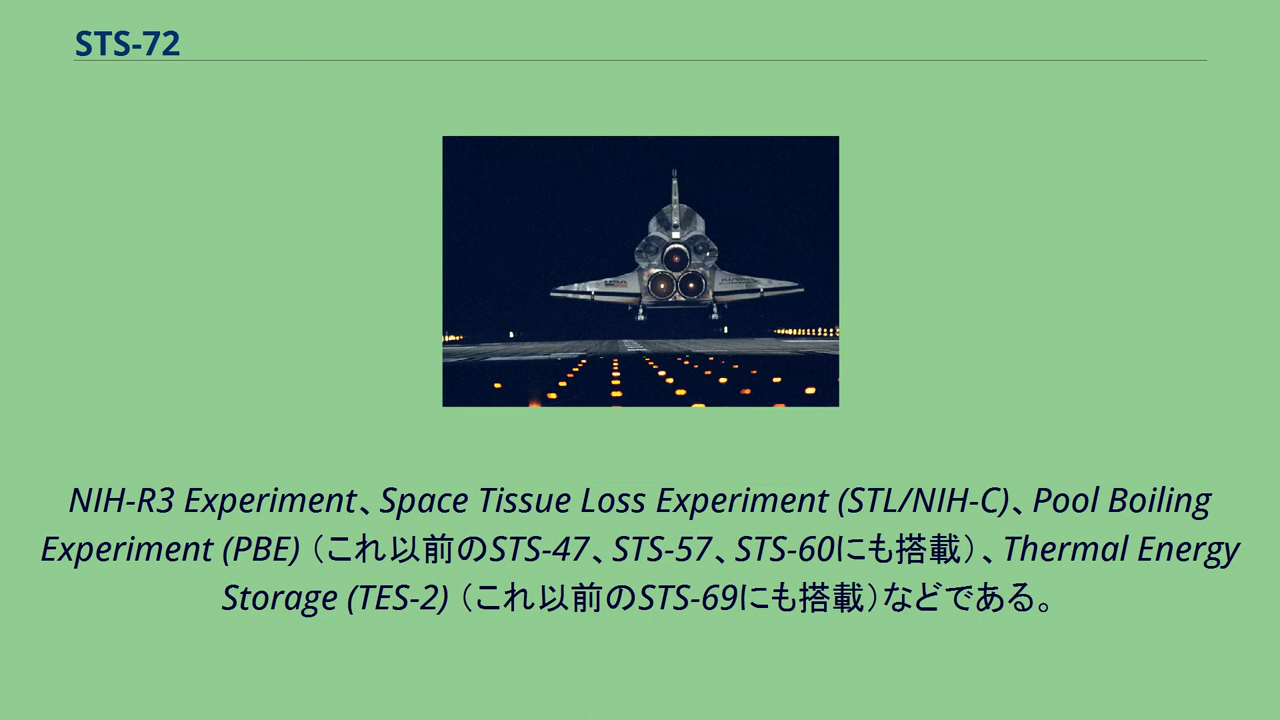 STS-72
NIH-R3 Experiment、Space Tissue Loss Experiment (STL/NIH-C)、Pool Boiling
Experiment (PBE)（これ以前のSTS-47、STS-57、STS-60にも搭載）、Thermal Energy
Storage (TES-2)（これ以前のSTS-69にも搭載）などである。